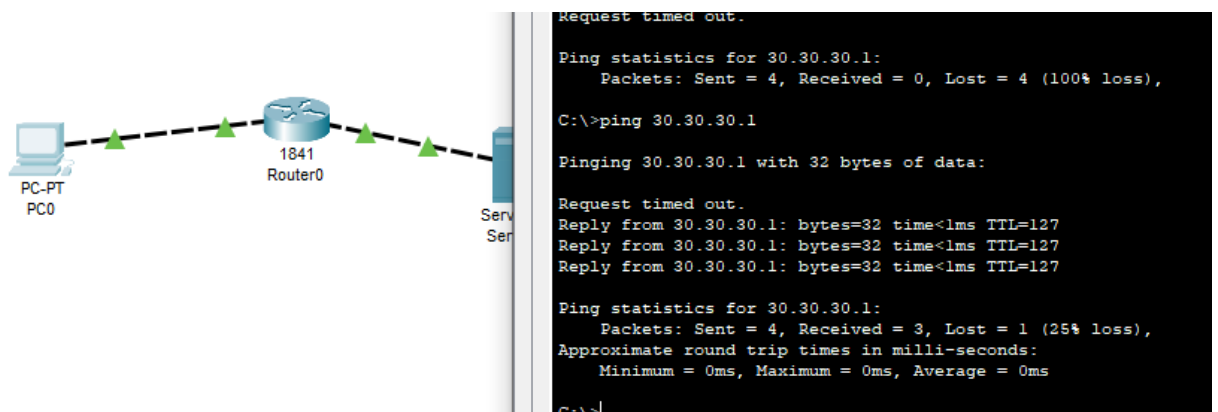 1841
Router0
PC-PT
PC0
Serv
Ser
Request timed out.
Ping statistics for 30.30.30.1:
Packets: Sent = 4, Received = 0, Lost = 4 (100% loss),
C:\>ping 30.30.30.1
Pinging 30.30.30.1 with 32 bytes of data:
Request timed out.
Reply from 30.30.30.1: bytes=32 time<1ms TTL=127
Reply from 30.30.30.1: bytes=32 time<1ms TTL=127
Reply from 30.30.30.1: bytes=32 time<1ms TTL=127
Ping statistics for 30.30.30.1:
Packets: Sent = 4, Received = 3, Lost = 1 (25% loss),
Approximate round trip times in milli-seconds:
Minimum = 0ms, Maximum = 0ms, Average = 0ms
C:\>